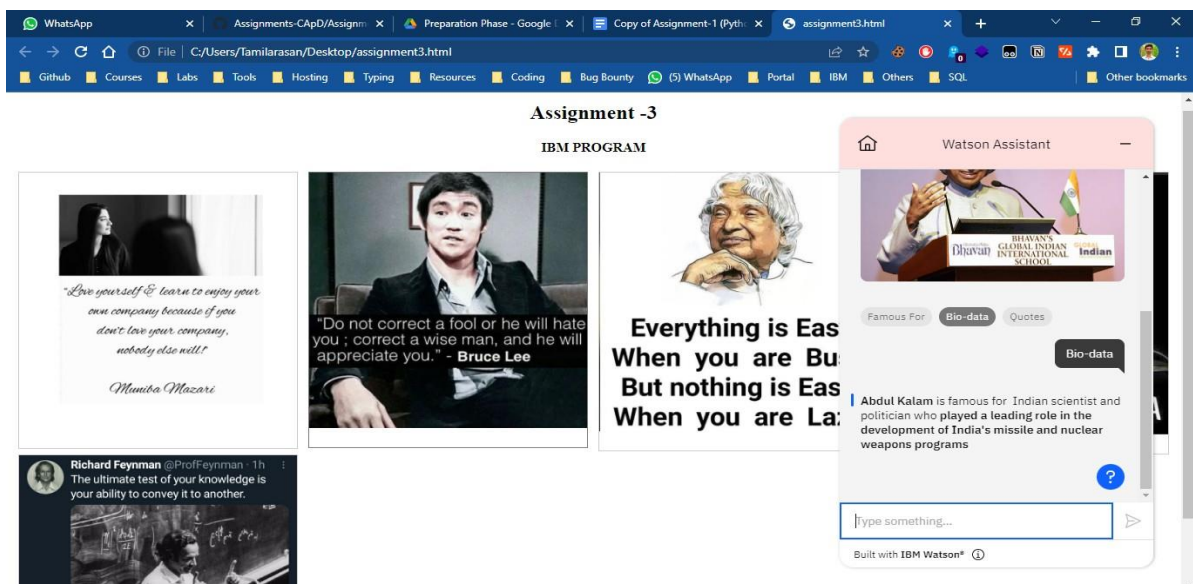 WhatsApp
Assignments-CApD/Assignm
Preparation Phase - Google
Copy of Assignment-1 (Pyth
assignment3.html
File | C:/Users/Tamilarasan/Desktop/assignment3.html
Github Courses Labs Tools Hosting Typing Resources Coding Bug Bounty (5) WhatsApp Portal IBM Others SQL Other bookmarks
Assignment -3
IBM PROGRAM
"Love yourself & learn to enjoy your
own company because if you
don't love your company,
nobody else will!"
Muniba Mazari
"Do not correct a fool or he will hate
you ; correct a wise man, and he will
appreciate you." - Bruce Lee
Everything is Eas
When you are Bu
But nothing is Eas
When you are La
Richard Feynman @ProfFeynman · 1h
The ultimate test of your knowledge is
your ability to convey it to another.
Watson Assistant
Bhavan
BHAVAN'S
GLOBAL INDIAN
INTERNATIONAL
SCHOOL
GLOBAL
Indian
Famous For Bio-data Quotes
Bio-data
Abdul Kalam is famous for Indian scientist and
politician who played a leading role in the
development of India's missile and nuclear
weapons programs
?
Type something...
Built with IBM Watson®